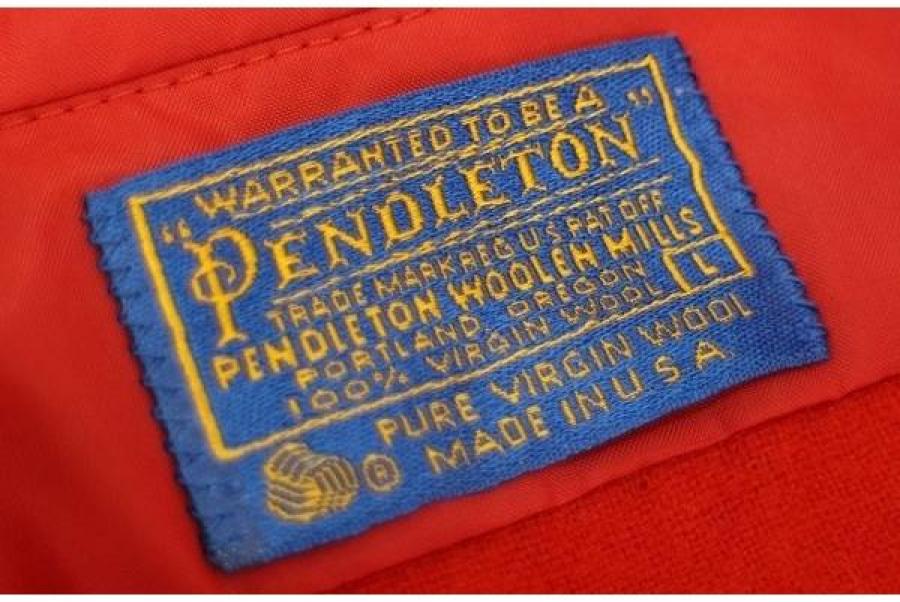 WARRANTED TO BE A
"PENDLETON"
TRADE MARK REG U.S PAT OFF
PENDLETON WOOLEN MILLS
PORTLAND, OREGON
100% VIRGIN WOOL
L
PURE VIRGIN WOOL
® MADE IN U S A